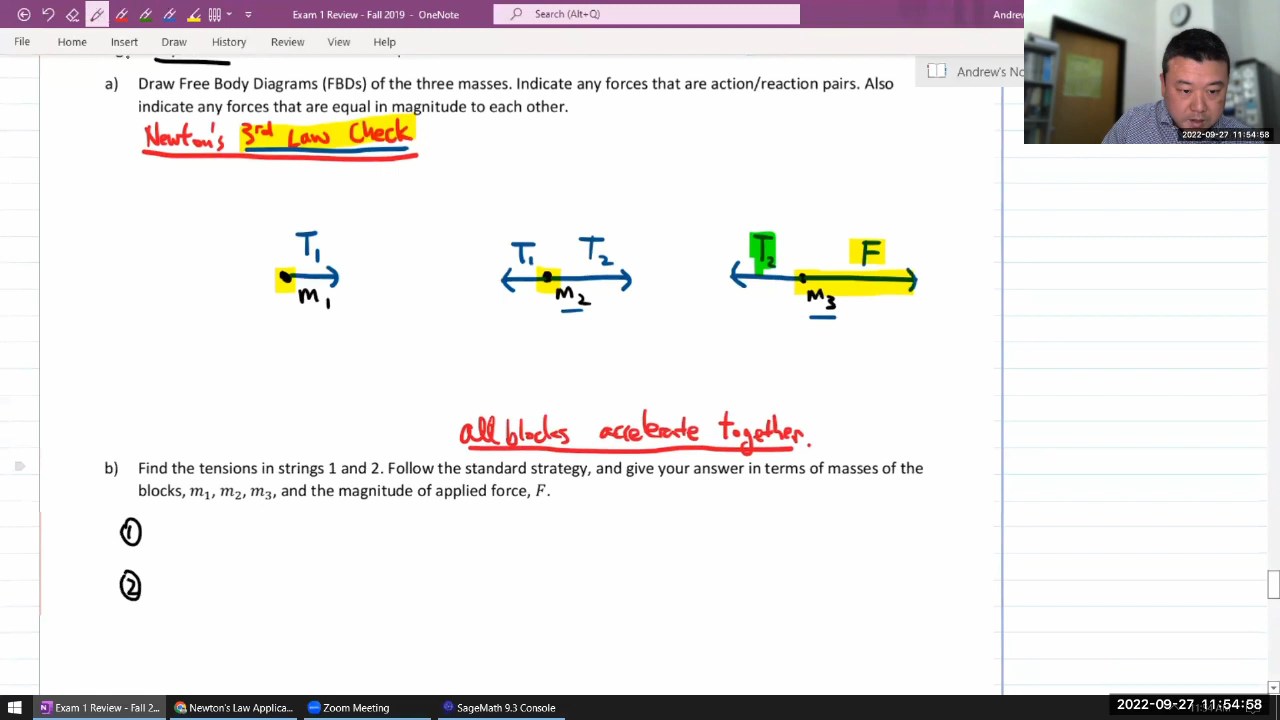 Exam 1 Review - Fall 2019 - OneNote
Search (Alt+Q)
Andrew
File Home Insert Draw History Review View Help
Andrew's No
a) Draw Free Body Diagrams (FBDs) of the three masses. Indicate any forces that are action/reaction pairs. Also
indicate any forces that are equal in magnitude to each other.
2022-09-27 11:54:58
Newton's 3rd Law Check
T₁
T₁ T₂
T₂ F
m₁
m₂
m₃
all blocks accelerate together.
b) Find the tensions in strings 1 and 2. Follow the standard strategy, and give your answer in terms of masses of the
blocks, m₁, m₂, m₃, and the magnitude of applied force, F.
①
②
Exam 1 Review - Fall 2... Newton's Law Applica... Zoom Meeting SageMath 9.3 Console
2022-09-27 11:54:58